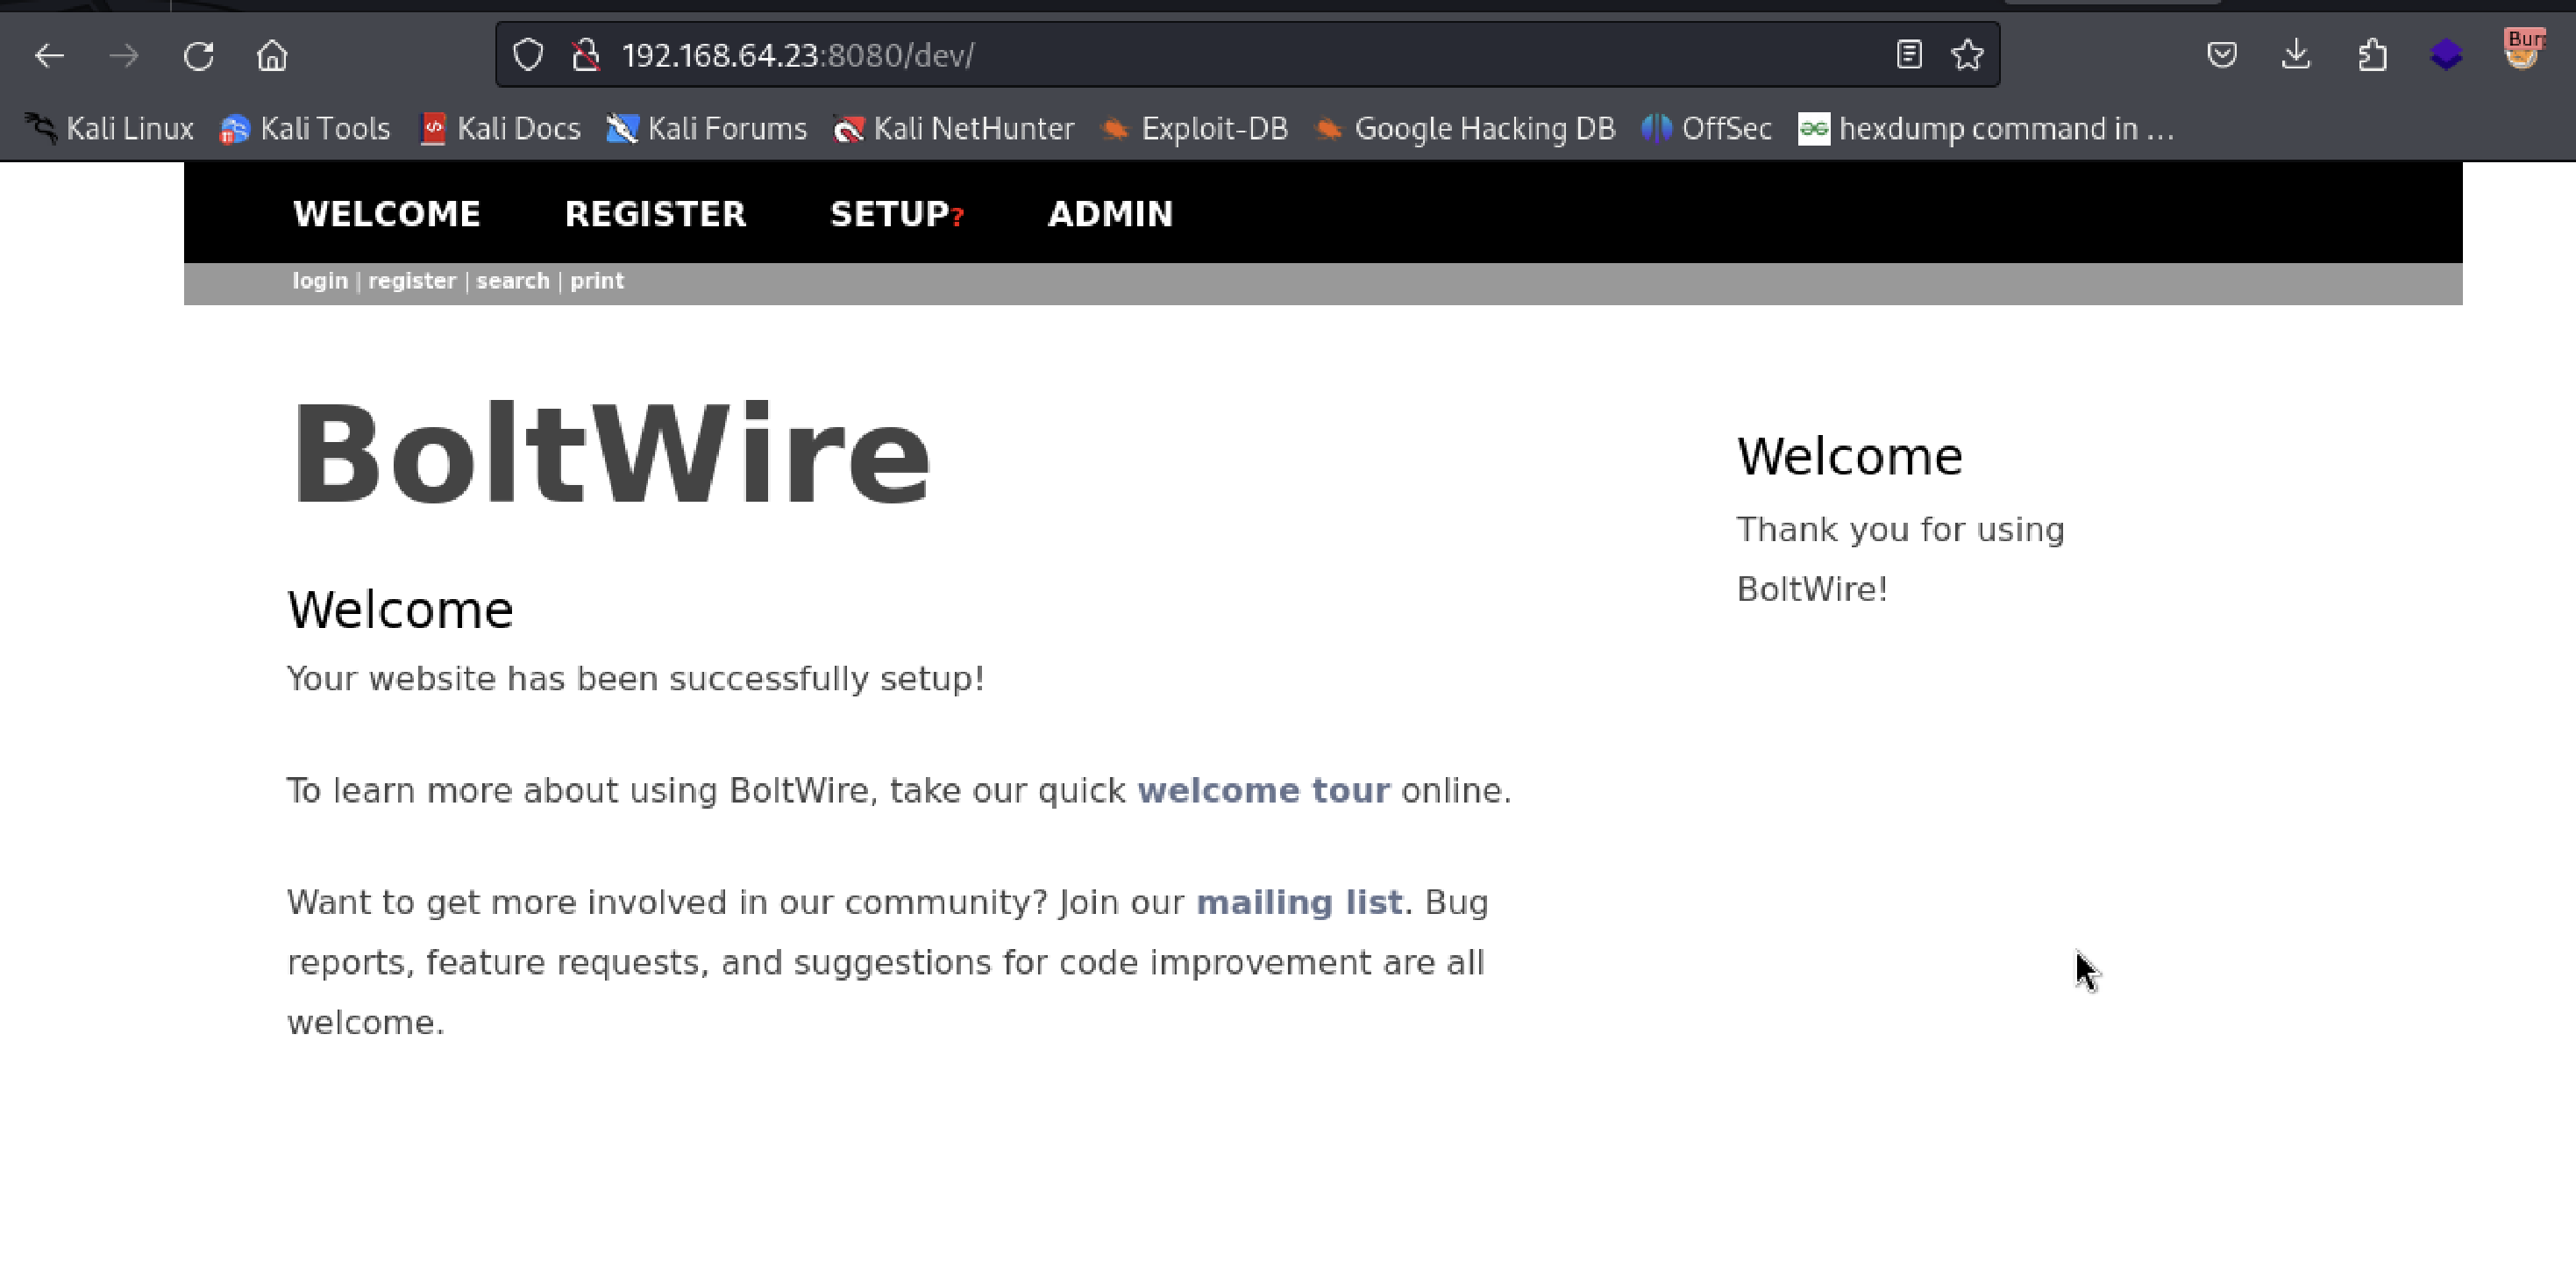 192.168.64.23:8080/dev/
Bur
Kali Linux Kali Tools Kali Docs Kali Forums Kali NetHunter Exploit-DB Google Hacking DB OffSec hexdump command in ...
WELCOME REGISTER SETUP? ADMIN
login | register | search | print
BoltWire
Welcome
Your website has been successfully setup!
To learn more about using BoltWire, take our quick welcome tour online.
Want to get more involved in our community? Join our mailing list. Bug
reports, feature requests, and suggestions for code improvement are all
welcome.
Welcome
Thank you for using
BoltWire!